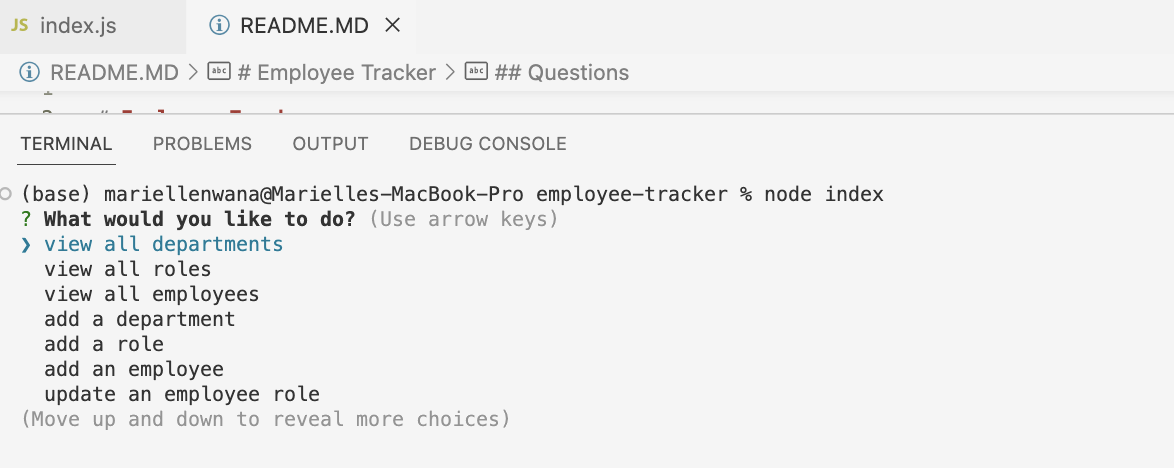 JS index.js README.MD
README.MD > # Employee Tracker > ## Questions
TERMINAL PROBLEMS OUTPUT DEBUG CONSOLE
(base) mariellenwana@Marielles-MacBook-Pro employee-tracker % node index
? What would you like to do? (Use arrow keys)
❯ view all departments
view all roles
view all employees
add a department
add a role
add an employee
update an employee role
(Move up and down to reveal more choices)